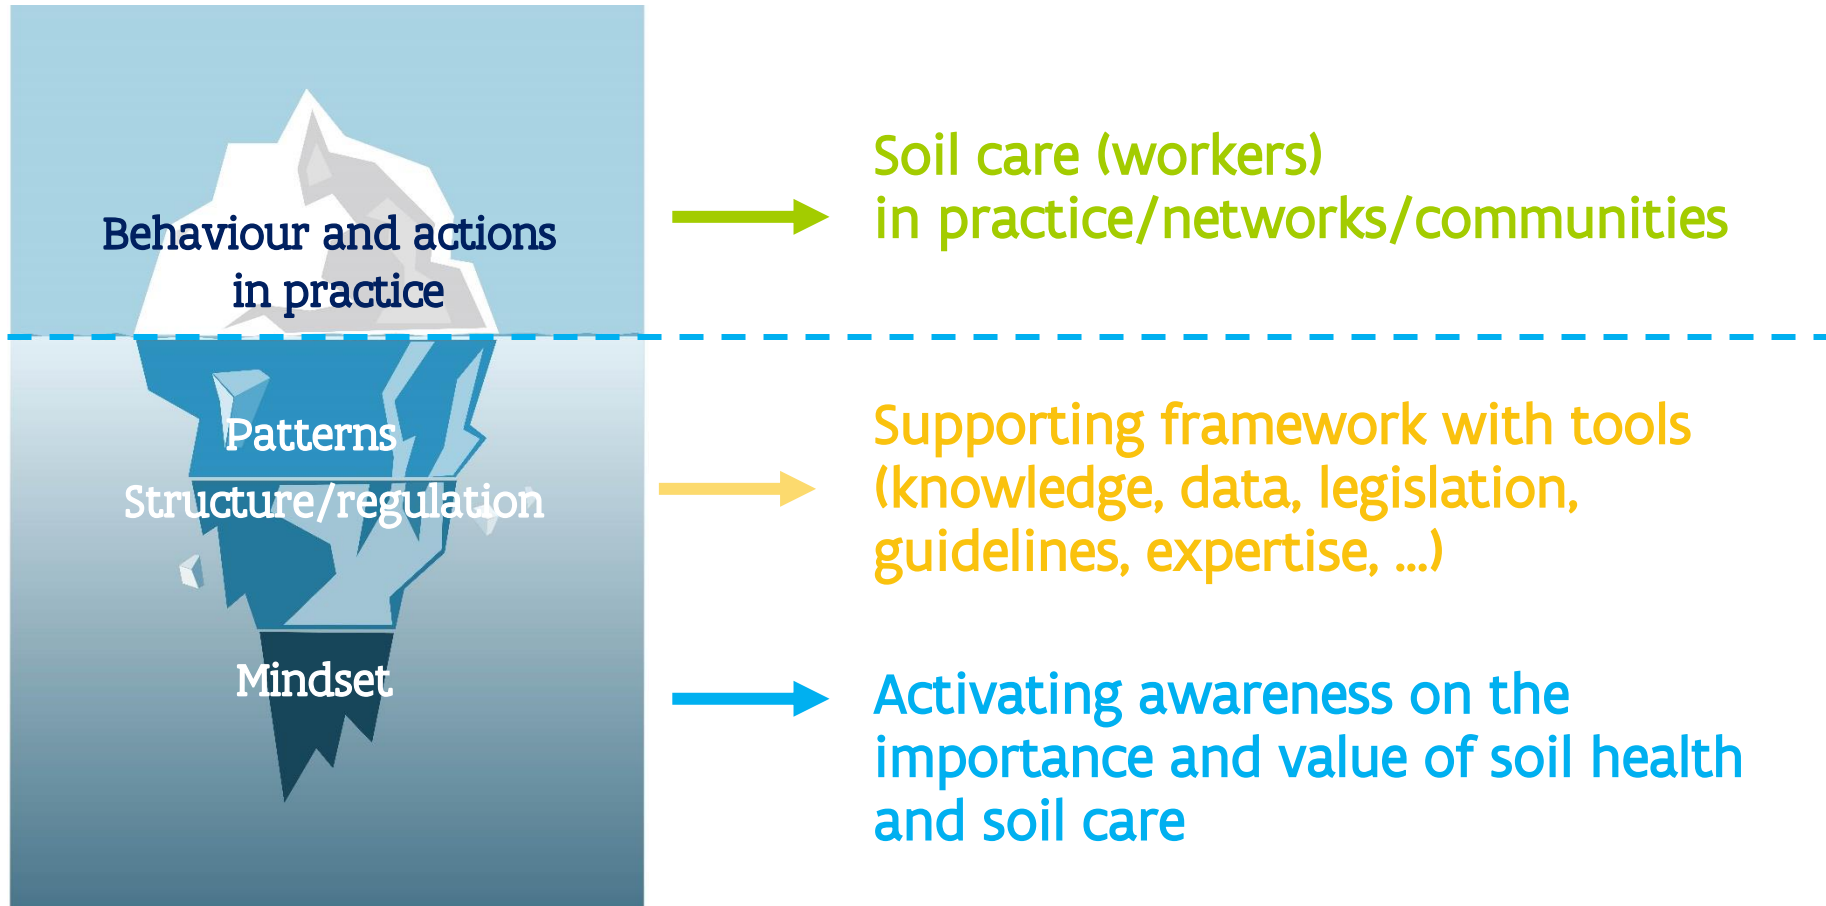 Behaviour and actions
in practice
Soil care (workers)
in practice/networks/communities
Patterns
Structure/regulation
Supporting framework with tools
(knowledge, data, legislation,
guidelines, expertise, ...)
Mindset
Activating awareness on the
importance and value of soil health
and soil care